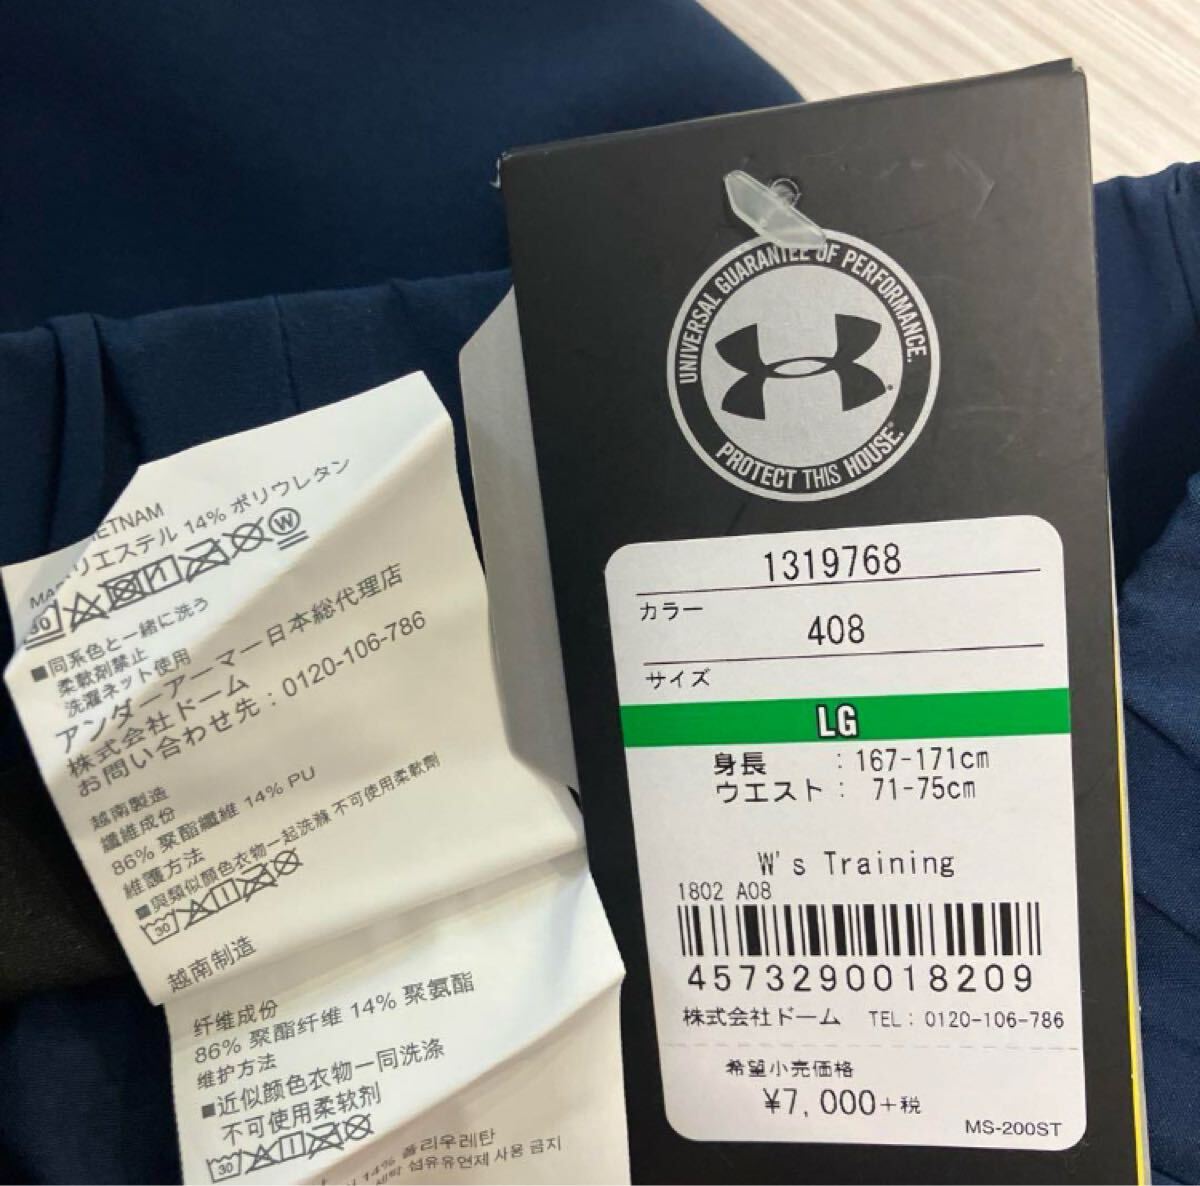 UNIVERSAL GUARANTEE OF PERFORMANCE.
PROTECT THIS HOUSE.
1319768
カラー
408
サイズ
LG
身長 : 167-171cm
ウエスト : 71-75cm
W's Training
1802 A08
4573290018209
株式会社ドーム TEL: 0120-106-786
希望小売価格
¥7,000+税
MS-200ST
リエステル 14% ポリウレタン
30
W
■同系色と一緒に洗う
柔軟剤禁止
洗濯ネット使用
アンダーアーマー日本総代理店
株式会社ドーム
お問い合わせ先：0120-106-786
越南製造
纖維成份
86% 聚酯纖維 14% PU
維護方法
■與類似顏色衣物一起洗滌 不可使用柔軟劑
30
越南制造
纤维成份
86% 聚酯纤维 14% 聚氨酯
维护方法
■近似颜色衣物一同洗涤
不可使用柔软剂
30
14% 폴리우레탄
섬유유연제 사용 금지